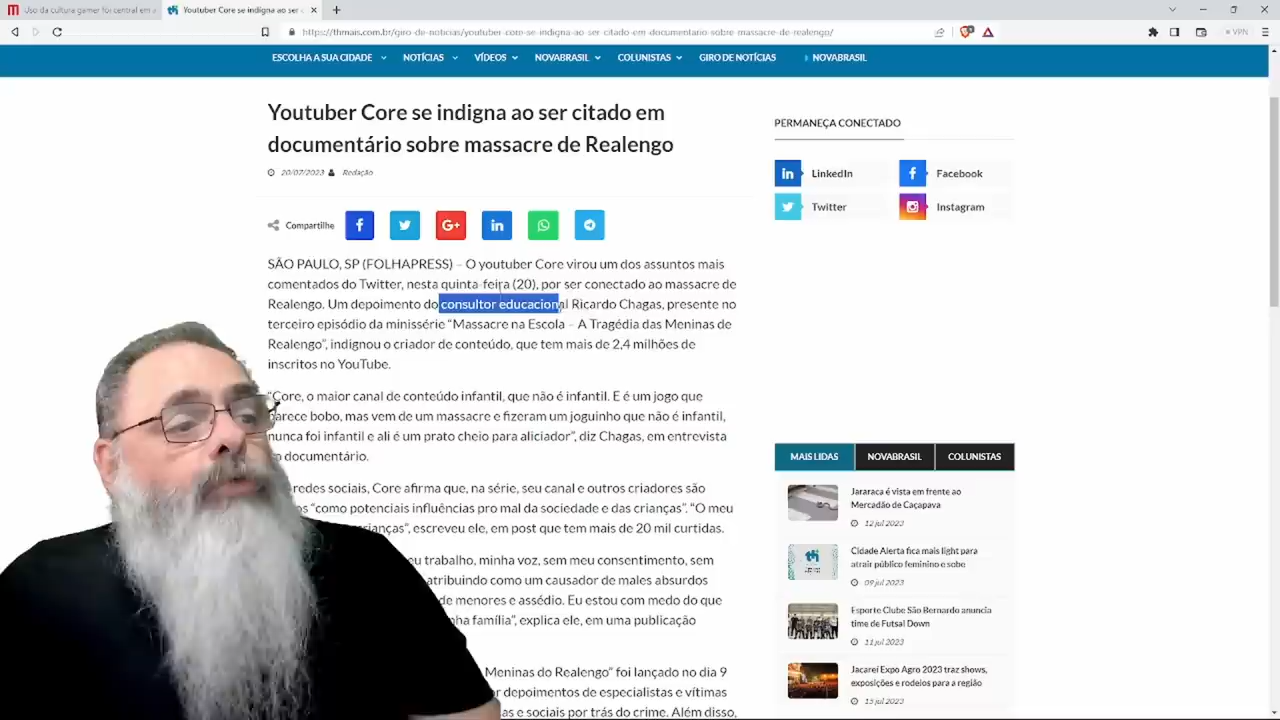 Uso da cultura gamer foi central em a
Youtuber Core se indigna ao ser c
https://thmais.com.br/giro-de-noticias/youtuber-core-se-indigna-ao-ser-citado-em-documentario-sobre-massacre-de-realengo/
VPN
ESCOLHA A SUA CIDADE NOTÍCIAS VÍDEOS NOVABRASIL COLUNISTAS GIRO DE NOTÍCIAS NOVABRASIL
Youtuber Core se indigna ao ser citado em
documentário sobre massacre de Realengo
20/07/2023 Redação
Compartilhe
SÃO PAULO, SP (FOLHAPRESS) – O youtuber Core virou um dos assuntos mais
comentados do Twitter, nesta quinta-feira (20), por ser conectado ao massacre de
Realengo. Um depoimento do consultor educacional Ricardo Chagas, presente no
terceiro episódio da minissérie "Massacre na Escola – A Tragédia das Meninas de
Realengo", indignou o criador de conteúdo, que tem mais de 2,4 milhões de
inscritos no YouTube.
"Core, o maior canal de conteúdo infantil, que não é infantil. E é um jogo que
parece bobo, mas vem de um massacre e fizeram um joguinho que não é infantil,
nunca foi infantil e ali é um prato cheio para aliciador", diz Chagas, em entrevista
documentário.
redes sociais, Core afirma que, na série, seu canal e outros criadores são
"como potenciais influências pro mal da sociedade e das crianças". "O meu
crianças", escreveu ele, em post que tem mais de 20 mil curtidas.
trabalho, minha voz, sem meu consentimento, sem
atribuindo como um causador de males absurdos
de menores e assédio. Eu estou com medo do que
família", explica ele, em uma publicação
Meninas do Realengo" foi lançado no dia 9
depoimentos de especialistas e vítimas
e sociais por trás do crime. Além disso,
PERMANEÇA CONECTADO
LinkedIn Facebook
Twitter Instagram
MAIS LIDAS NOVABRASIL COLUNISTAS
Jararaca é vista em frente ao
Mercadão de Caçapava
12 jul 2023
Cidade Alerta fica mais light para
atrair público feminino e sobe
09 jul 2023
Esporte Clube São Bernardo anuncia
time de Futsal Down
11 jul 2023
Jacareí Expo Agro 2023 traz shows,
exposições e rodeios para a região
15 jul 2023